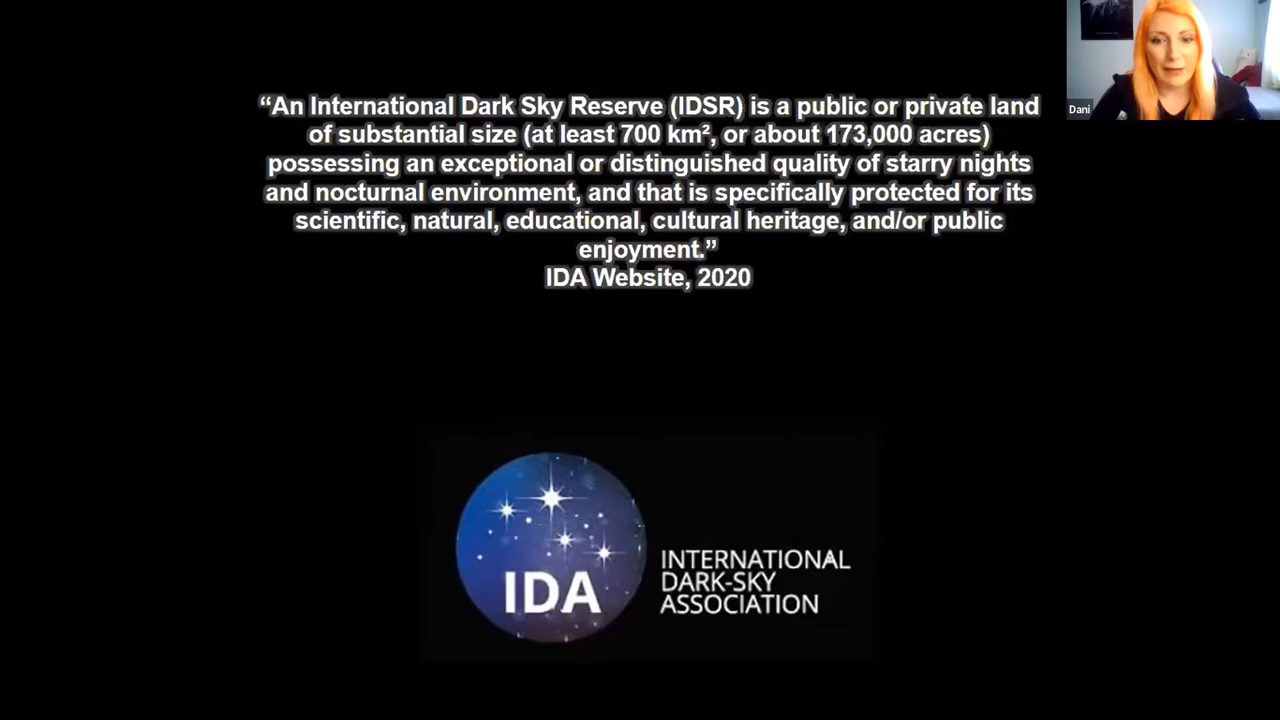 “An International Dark Sky Reserve (IDSR) is a public or private land
of substantial size (at least 700 km², or about 173,000 acres)
possessing an exceptional or distinguished quality of starry nights
and nocturnal environment, and that is specifically protected for its
scientific, natural, educational, cultural heritage, and/or public
enjoyment.”
IDA Website, 2020
Dani
IDA
INTERNATIONAL
DARK-SKY
ASSOCIATION